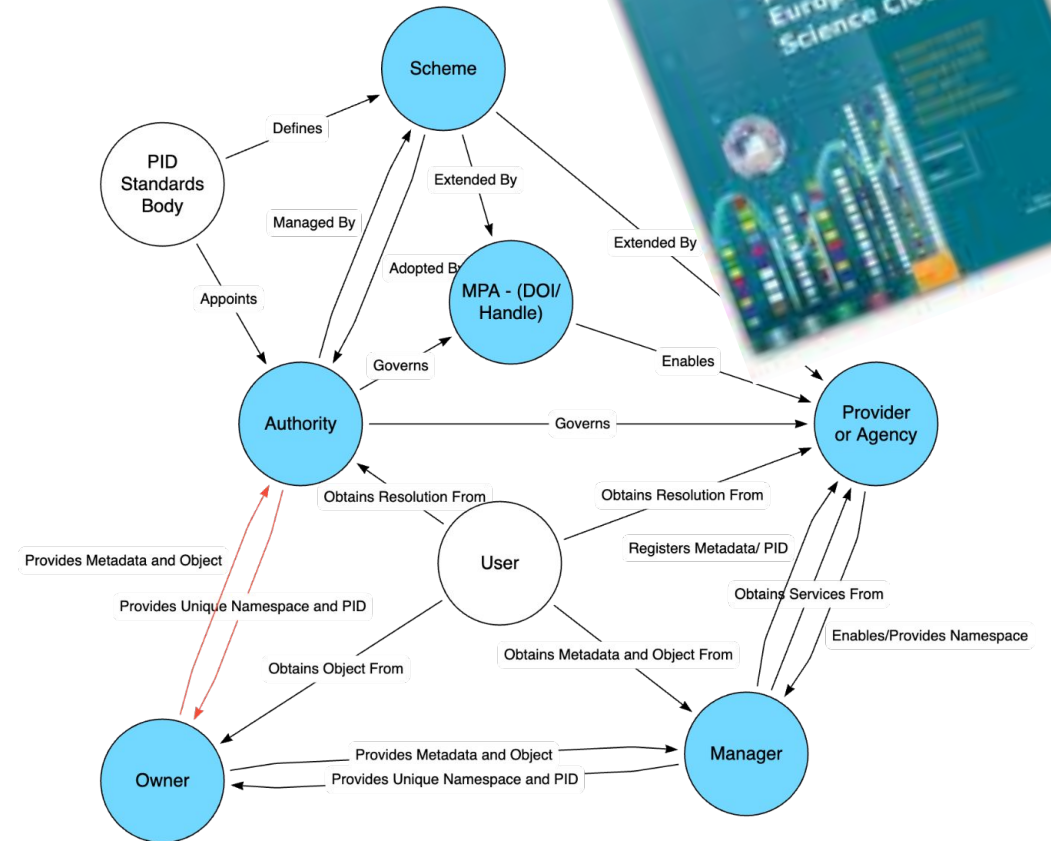 Science
Scheme
Defines
PID
Standards
Body
Extended By
Managed By
Extended By
Adopted By
MPA - (DOI/
Handle)
Appoints
Governs
Enables
Authority
Governs
Provider
or Agency
Obtains Resolution From
Obtains Resolution From
User
Registers Metadata/ PID
Provides Metadata and Object
Obtains Services From
Provides Unique Namespace and PID
Enables/Provides Namespace
Obtains Metadata and Object From
Obtains Object From
Provides Metadata and Object
Manager
Owner
Provides Unique Namespace and PID